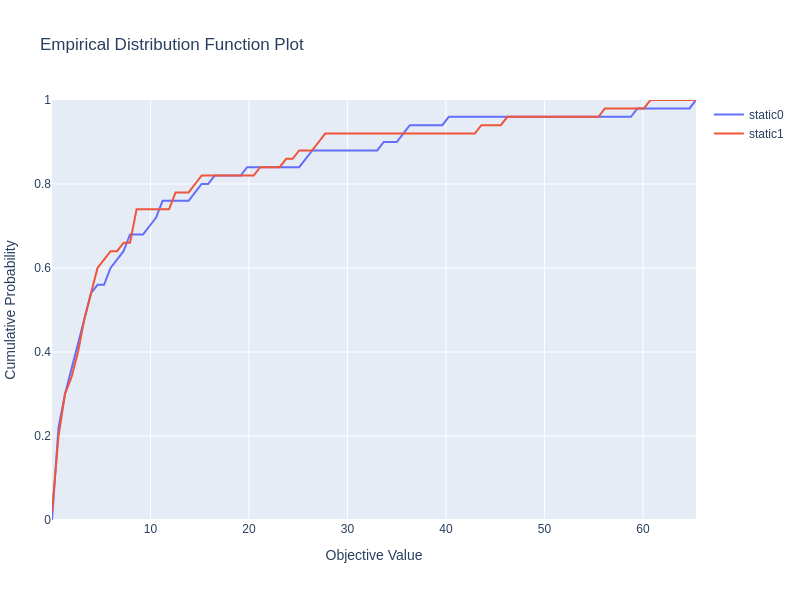 Empirical Distribution Function Plot
1
0.8
0.6
0.4
0.2
0
10
20
30
40
50
60
Objective Value
Cumulative Probability
static0
static1